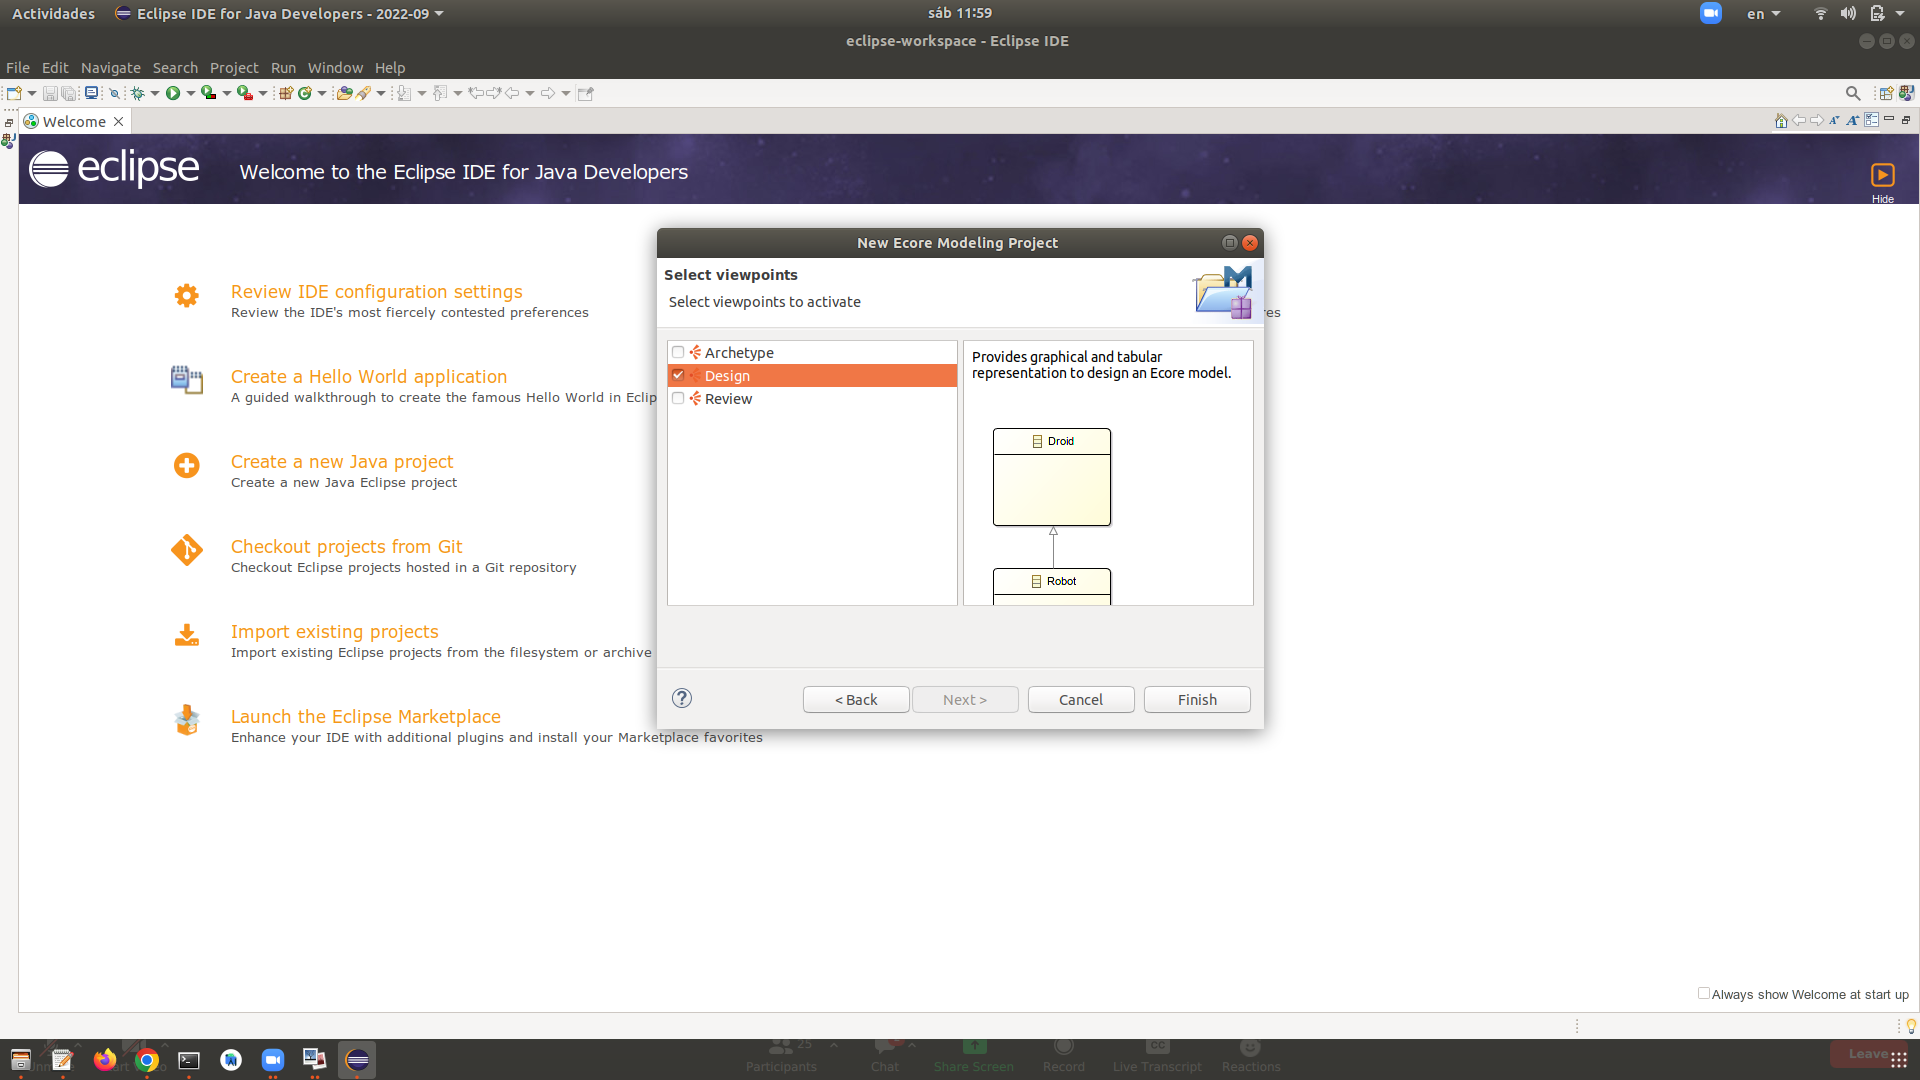 Actividades
Eclipse IDE for Java Developers - 2022-09
sáb 11:59
en
eclipse-workspace - Eclipse IDE
File Edit Navigate Search Project Run Window Help
Welcome
eclipse
Welcome to the Eclipse IDE for Java Developers
Hide
Review IDE configuration settings
Review the IDE's most fiercely contested preferences
Create a Hello World application
A guided walkthrough to create the famous Hello World in Eclip
Create a new Java project
Create a new Java Eclipse project
Checkout projects from Git
Checkout Eclipse projects hosted in a Git repository
Import existing projects
Import existing Eclipse projects from the filesystem or archive
Launch the Eclipse Marketplace
Enhance your IDE with additional plugins and install your Marketplace favorites
res
New Ecore Modeling Project
Select viewpoints
Select viewpoints to activate
Archetype
Design
Review
Provides graphical and tabular
representation to design an Ecore model.
Droid
Robot
< Back
Next >
Cancel
Finish
Always show Welcome at start up
25
Participants
Chat
Share Screen
Record
CC
Live Transcript
Reactions
Leave